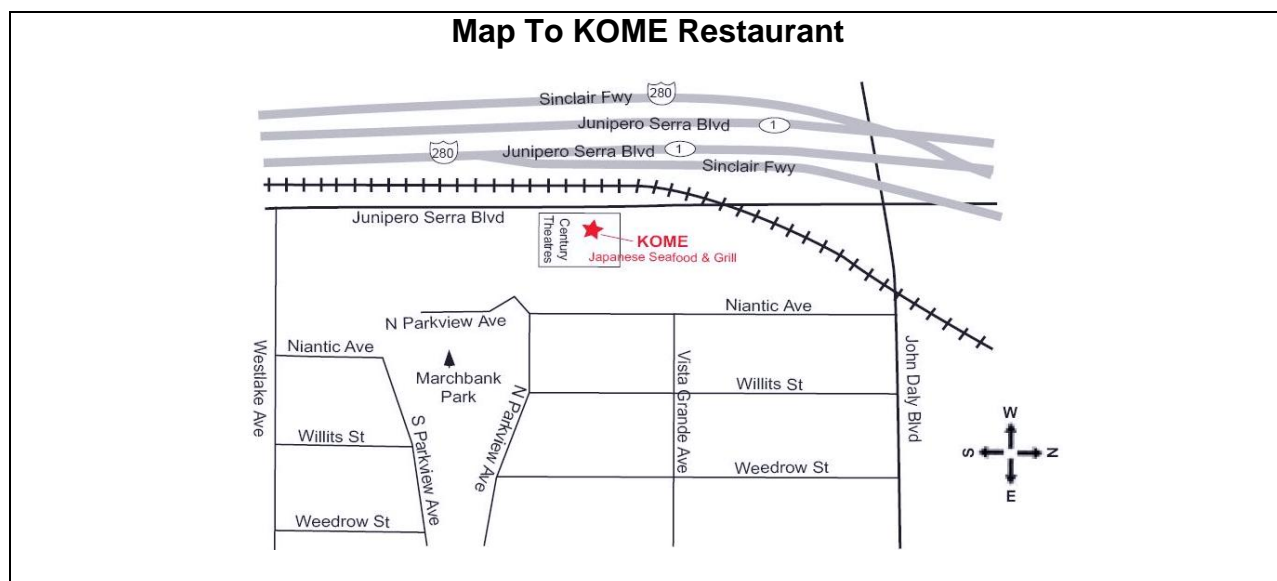 Map To KOME Restaurant
Sinclair Fwy 280
Junipero Serra Blvd 1
280 Junipero Serra Blvd 1
Sinclair Fwy
Junipero Serra Blvd
Century
Theatres
KOME
Japanese Seafood & Grill
N Parkview Ave
Niantic Ave
Niantic Ave
Westlake Ave
Marchbank
Park
N Parkview Ave
S Parkview Ave
Vista Grande Ave
Willits St
John Daly Blvd
Willits St
Weedrow St
Weedrow St
W
S
N
E